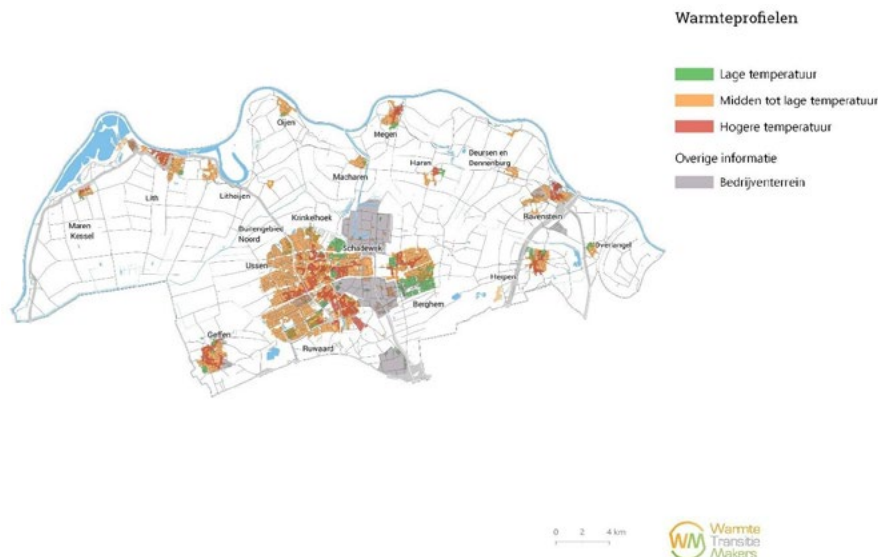 Warmteprofielen
Lage temperatuur
Midden tot lage temperatuur
Hogere temperatuur
Overige informatie
Bedrijventerrein
Oijen
Megen
Haren
Deursen en
Dennenburg
Macharen
Lith
Lithoijen
Maren
Kessel
Krinkelhoek
Buitengebied
Noord
Schadewijk
Ravenstein
Overlangel
Ussen
Herpen
Berghem
Geffen
Ruwaard
0 2 4 km
WM
Warmte
Transitie
Makers